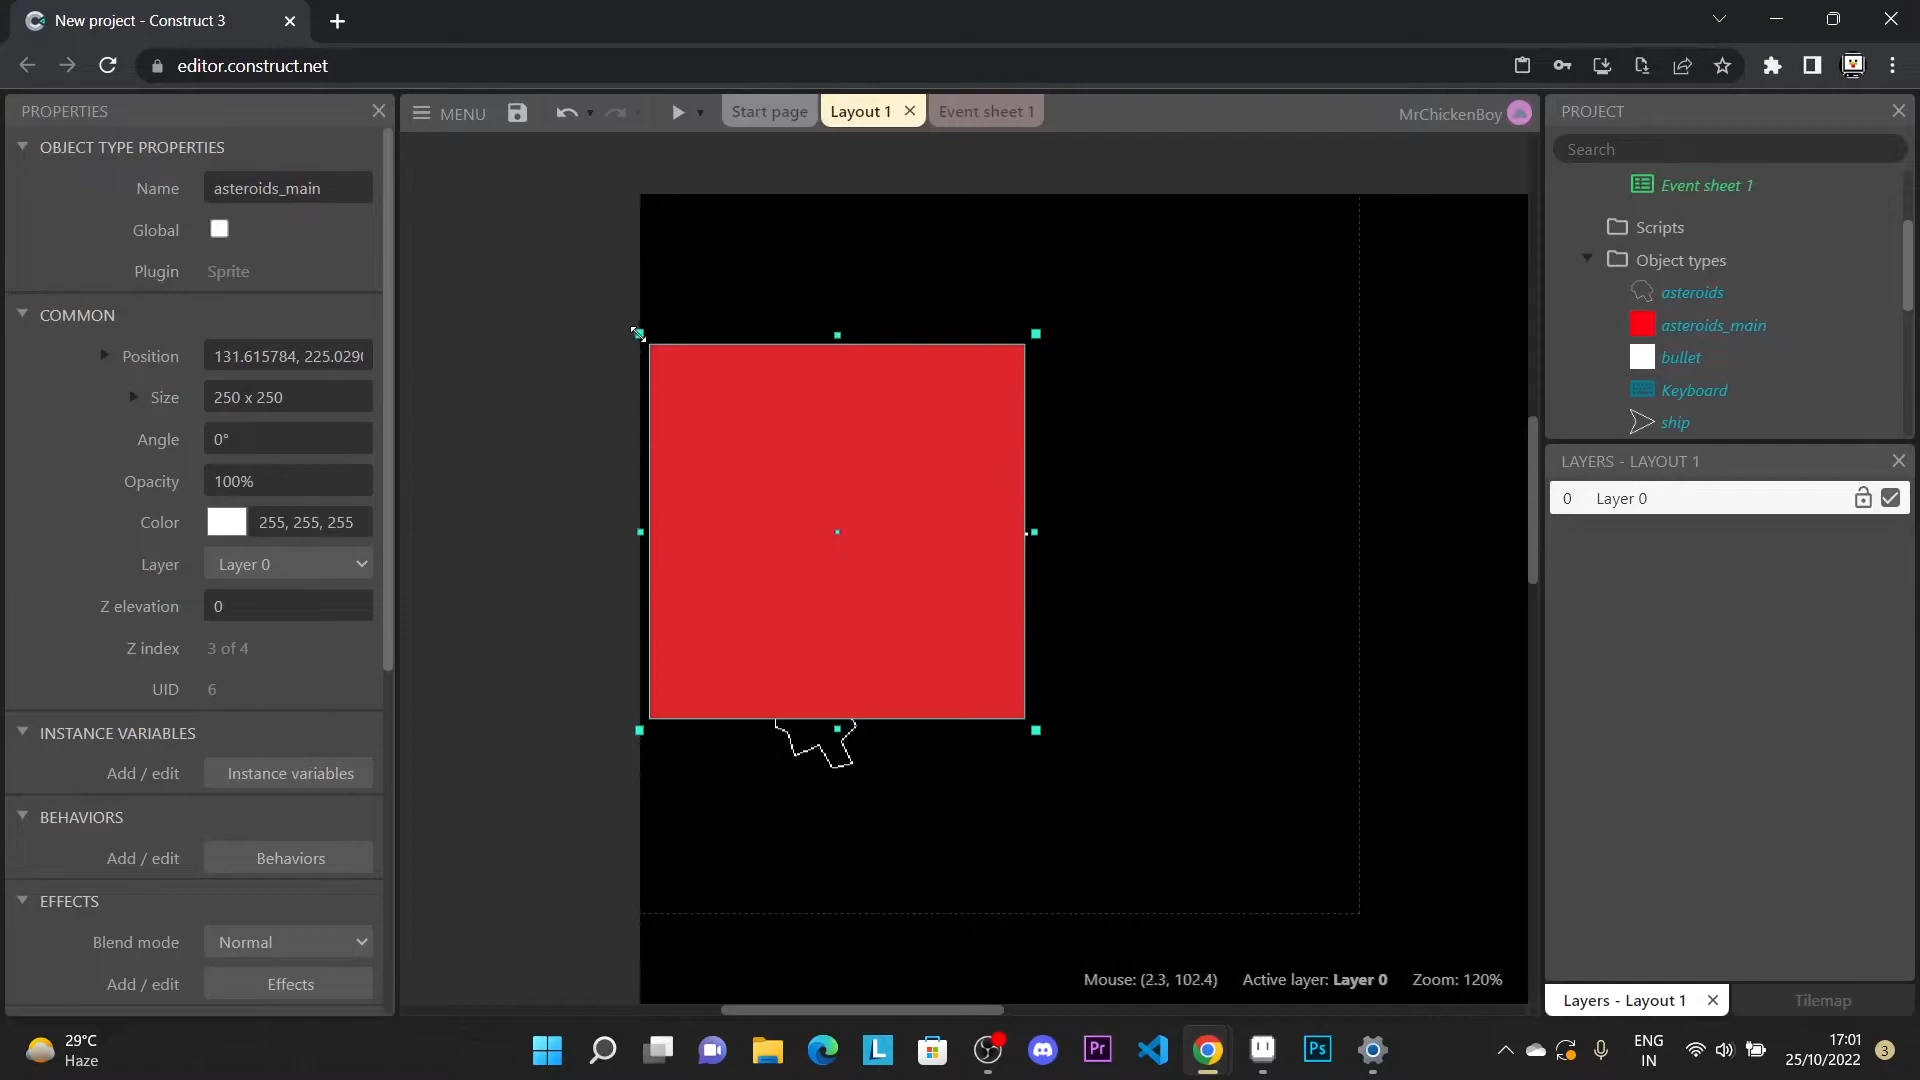 New project - Construct 3
editor.construct.net
PROPERTIES
OBJECT TYPE PROPERTIES
Name asteroids_main
Global
Plugin Sprite
COMMON
Position 131.615784, 225.029
Size 250 x 250
Angle 0°
Opacity 100%
Color 255, 255, 255
Layer Layer 0
Z elevation 0
Z index 3 of 4
UID 6
INSTANCE VARIABLES
Add / edit Instance variables
BEHAVIORS
Add / edit Behaviors
EFFECTS
Blend mode Normal
Add / edit Effects
MENU
Start page
Layout 1
Event sheet 1
MrChickenBoy
Mouse: (2.3, 102.4) Active layer: Layer 0 Zoom: 120%
PROJECT
Search
Event sheet 1
Scripts
Object types
asteroids
asteroids_main
bullet
Keyboard
ship
LAYERS - LAYOUT 1
0 Layer 0
Layers - Layout 1
Tilemap
29°C
Haze
L
Pr
Ps
ENG
IN
17:01
25/10/2022
3